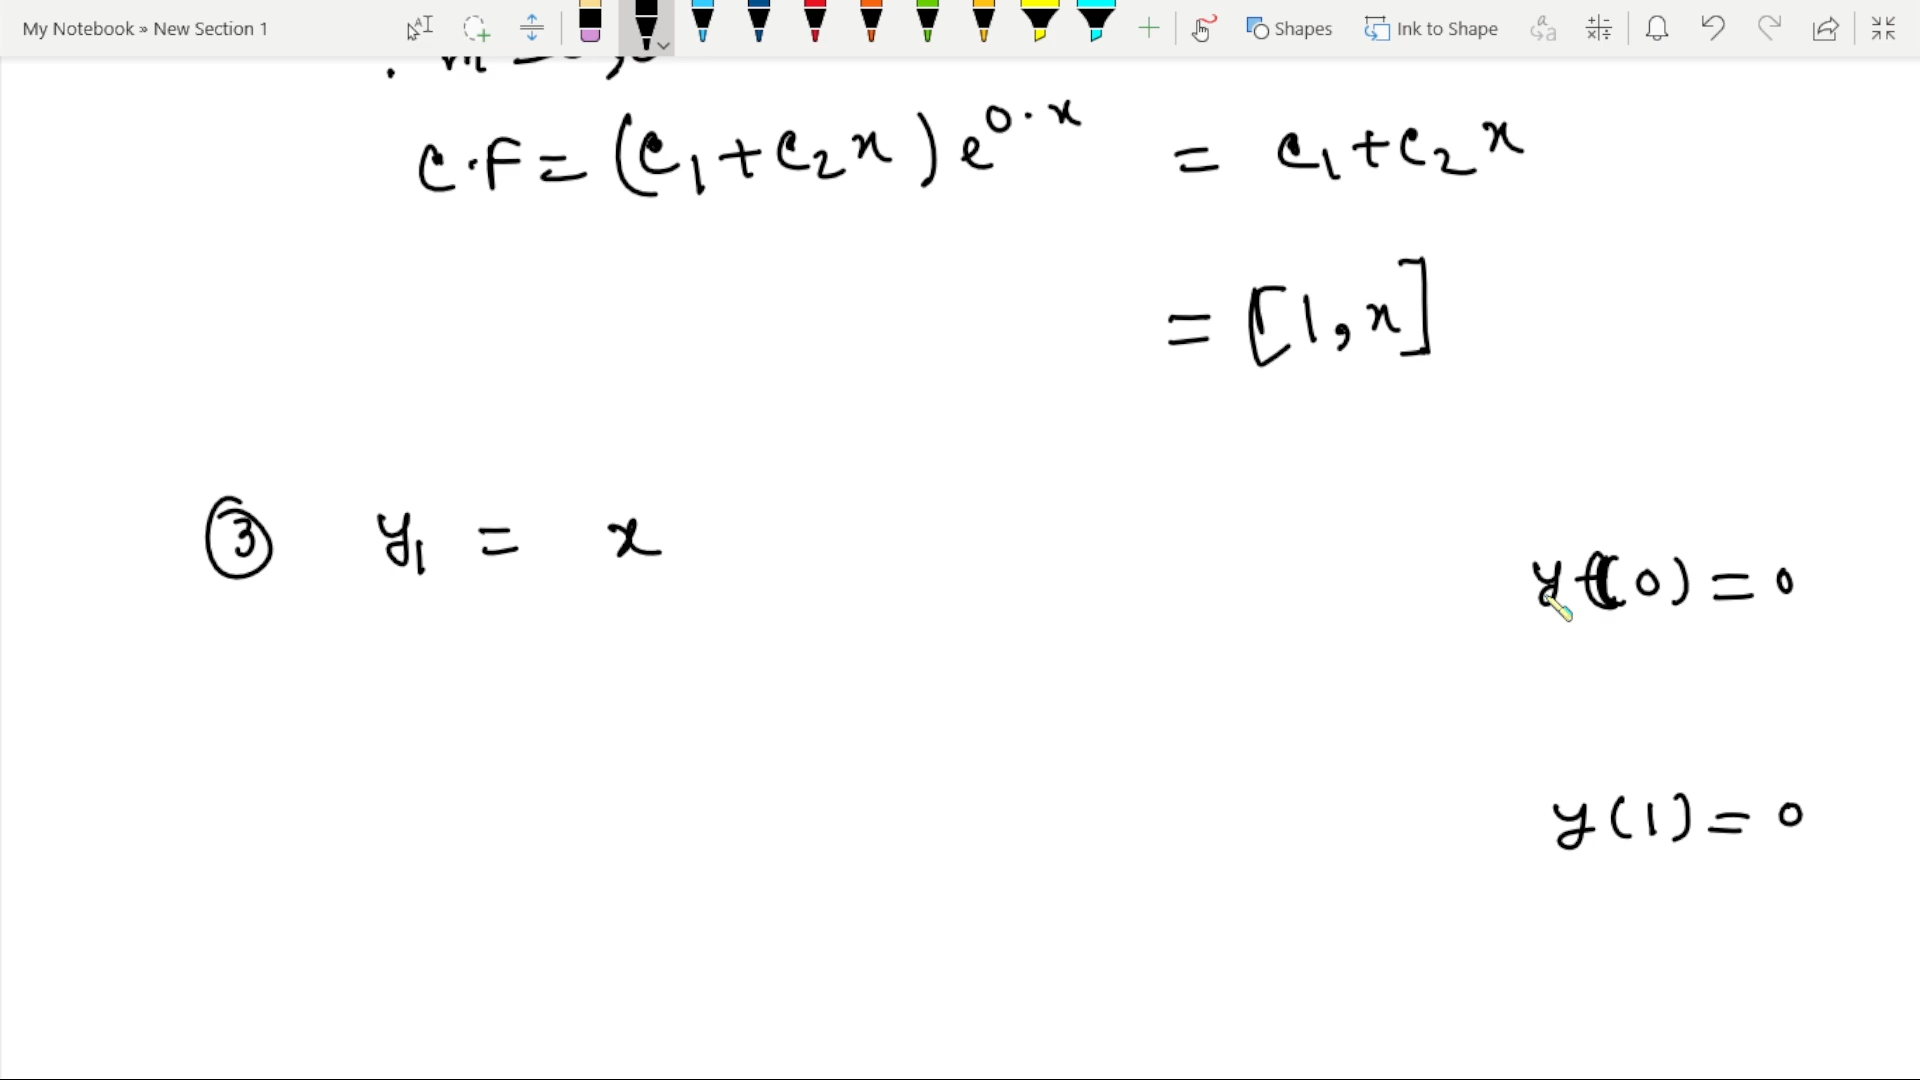 My Notebook » New Section 1 Shapes Ink to Shape
C.F = (C₁+C₂x) e^0·x = C₁+C₂x
= [1,x]
③ y₁ = x
y(0) = 0
y(1) = 0